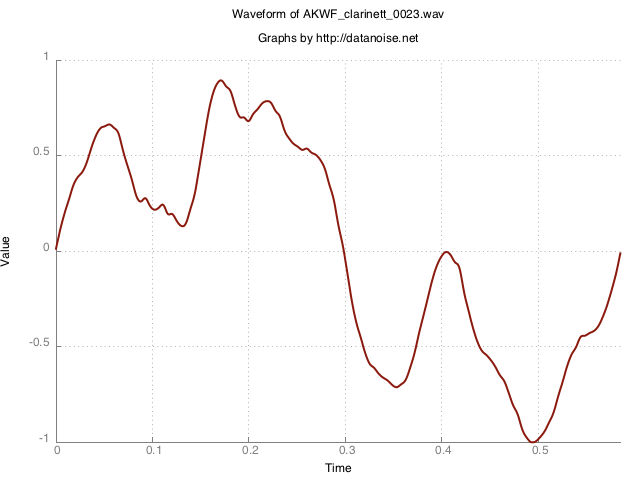 Waveform of AKWF_clarinett_0023.wav
Graphs by http://datanoise.net
1
0.5
0
-0.5
-1
Value
0 0.1 0.2 0.3 0.4 0.5
Time